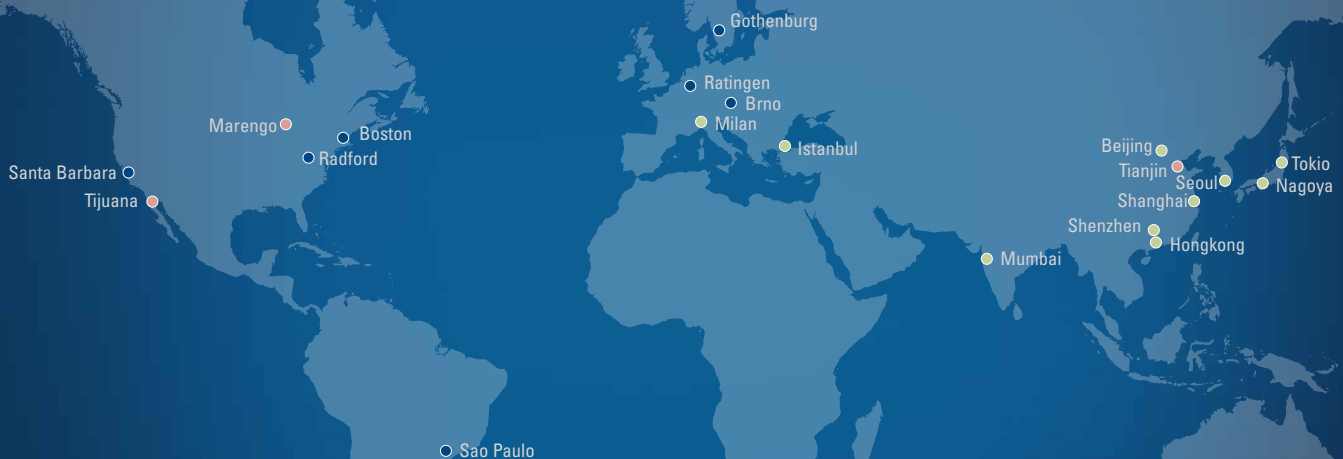 Gothenburg
Ratingen
Brno
Milan
Istanbul
Marengo
Boston
Radford
Santa Barbara
Tijuana
Beijing
Tianjin
Seoul
Tokio
Nagoya
Shanghai
Shenzhen
Hongkong
Mumbai
Sao Paulo